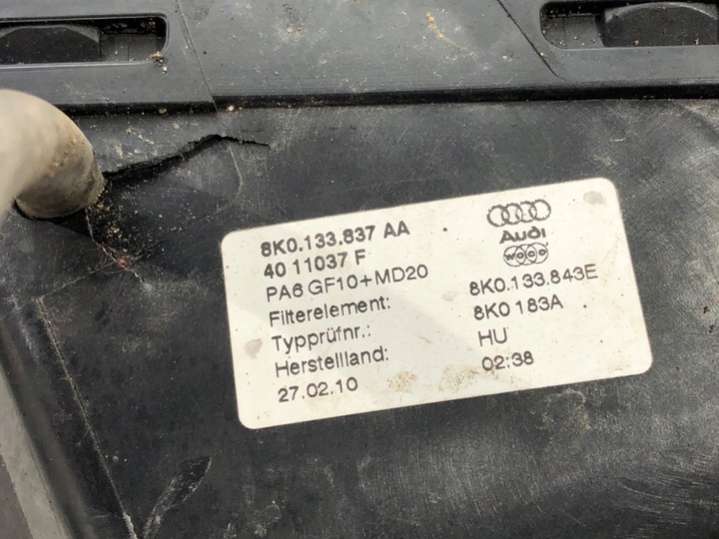 8K0.133.837 AA
40 11037 F
Audi
PA6 GF10+MD20
Filterelement: 8K0.133.843E
Typprüfnr.: 8K0 183A
Herstellland: HU
27.02.10 02:38